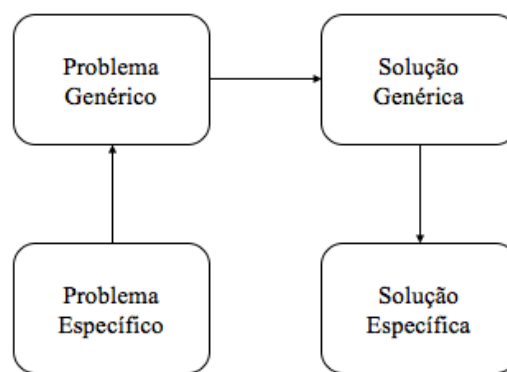 Problema
Genérico
Solução
Genérica
Problema
Específico
Solução
Específica